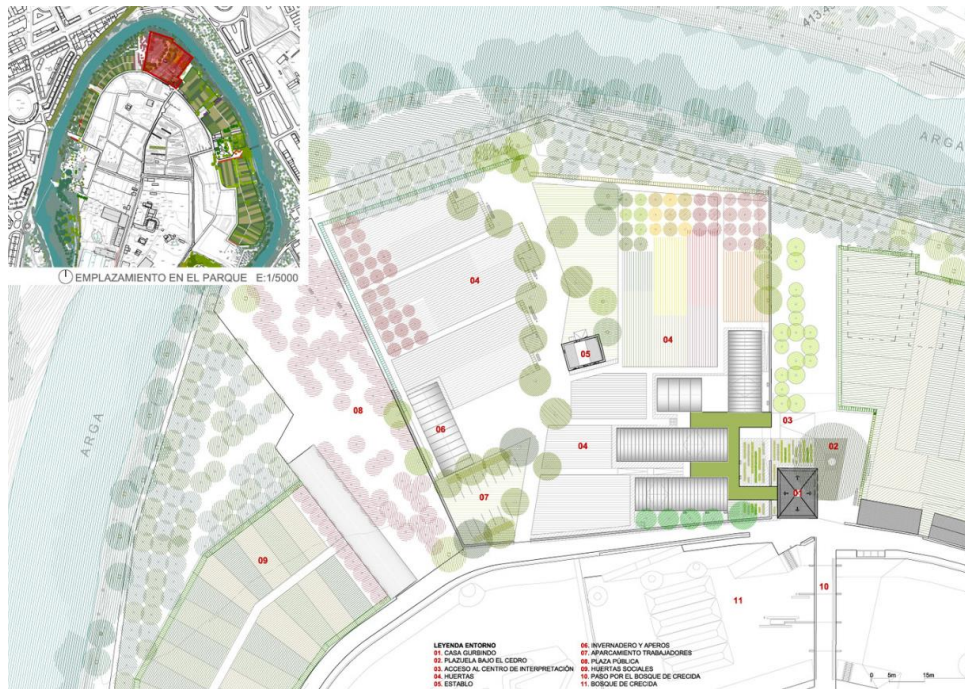 413.45
ARGA
EMPLAZAMIENTO EN EL PARQUE E:1/5000
04
05
04
03
08
ARGA
06
04
02
01
07
09
11
10
LEYENDA ENTORNO
01. CASA GURBINDO
02. PLAZUELA BAJO EL CEDRO
03. ACCESO AL CENTRO DE INTERPRETACIÓN
04. HUERTAS
05. ESTABLO
06. INVERNADERO Y APEROS
07. APARCAMIENTO TRABAJADORES
08. PLAZA PÚBLICA
09. HUERTAS SOCIALES
10. PASO POR EL BOSQUE DE CRECIDA
11. BOSQUE DE CRECIDA
0 5m 15m